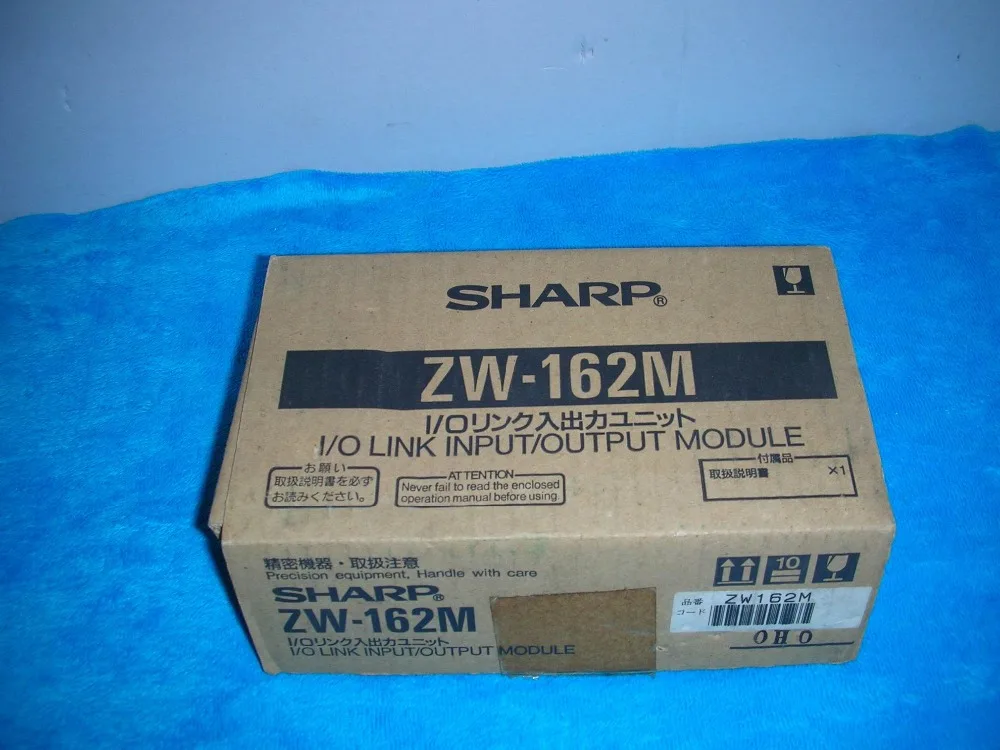 SHARP®
ZW-162M
I/Oリンク入出力ユニット
I/O LINK INPUT/OUTPUT MODULE
お願い
取扱説明書を必ず
お読みください。
ATTENTION
Never fail to read the enclosed
operation manual before using.
付属品
取扱説明書 ×1
精密機器・取扱注意
Precision equipment, Handle with care
SHARP®
ZW-162M
I/Oリンク入出力ユニット
I/O LINK INPUT/OUTPUT MODULE
10
品番 ZW162M
コード
OHO